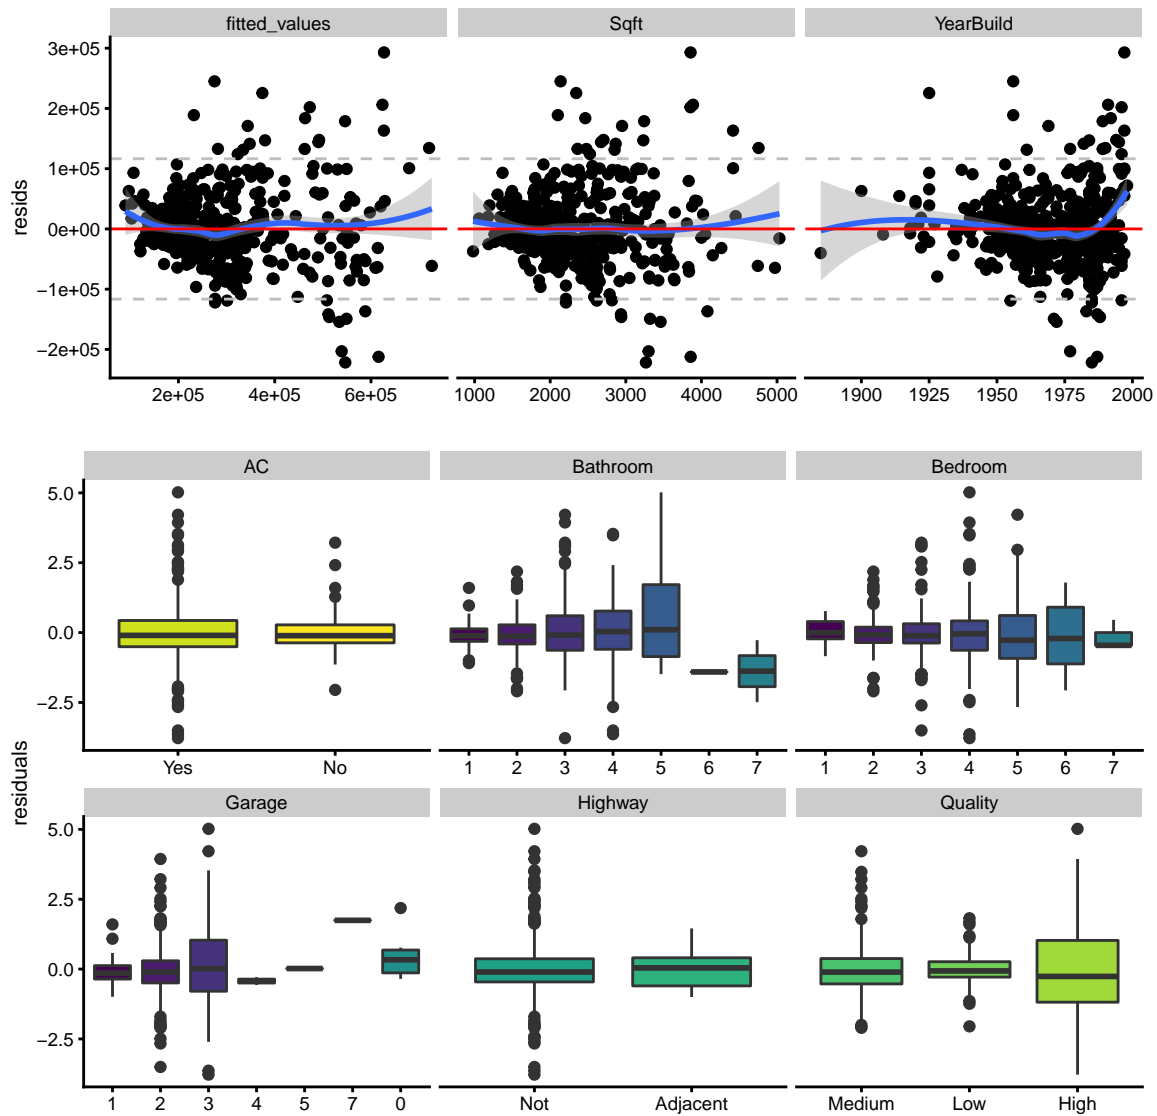 fitted_values Sqft YearBuild
3e+05
2e+05
1e+05
0e+00
−1e+05
−2e+05
resids
2e+05 4e+05 6e+05 1000 2000 3000 4000 5000 1900 1925 1950 1975 2000
AC Bathroom Bedroom
5.0
2.5
0.0
−2.5
Yes No 1 2 3 4 5 6 7 1 2 3 4 5 6 7
residuals
Garage Highway Quality
5.0
2.5
0.0
−2.5
1 2 3 4 5 7 0 Not Adjacent Medium Low High